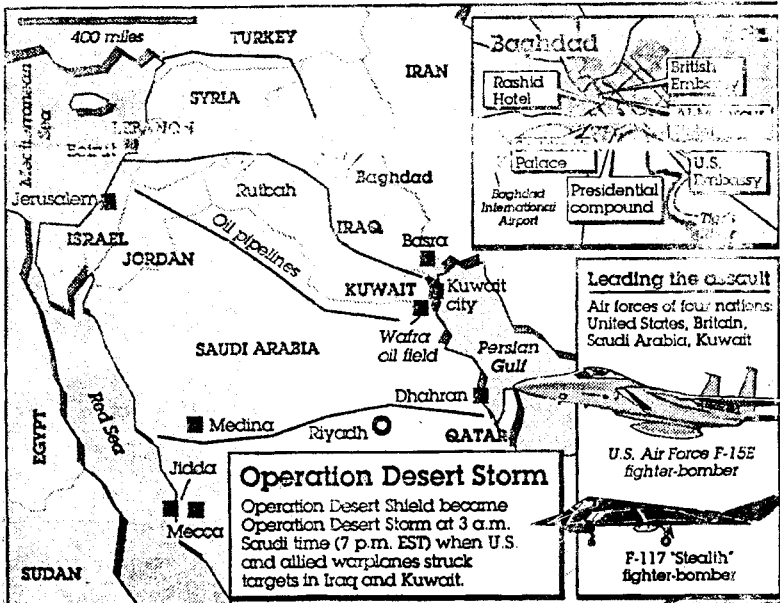 400 miles
TURKEY
IRAN
SYRIA
Mediterranean
Sea
LEBANON
Beirut
Jerusalem
Rutbah
Baghdad
ISRAEL
IRAQ
JORDAN
Oil pipelines
Basra
KUWAIT
Kuwait
city
Wafra
oil field
SAUDI ARABIA
Persian
Gulf
Dhahran
EGYPT
Red Sea
Medina
Riyadh
QATAR
Jidda
Mecca
SUDAN
Baghdad
Rashid
Hotel
British
Embassy
Palace
U.S.
Embassy
Baghdad
International
Airport
Presidential
compound
Leading the assault
Air forces of four nations:
United States, Britain,
Saudi Arabia, Kuwait
U.S. Air Force F-15E
fighter-bomber
F-117 "Stealth"
fighter-bomber
Operation Desert Storm
Operation Desert Shield became
Operation Desert Storm at 3 a.m.
Saudi time (7 p.m. EST) when U.S.
and allied warplanes struck
targets in Iraq and Kuwait.